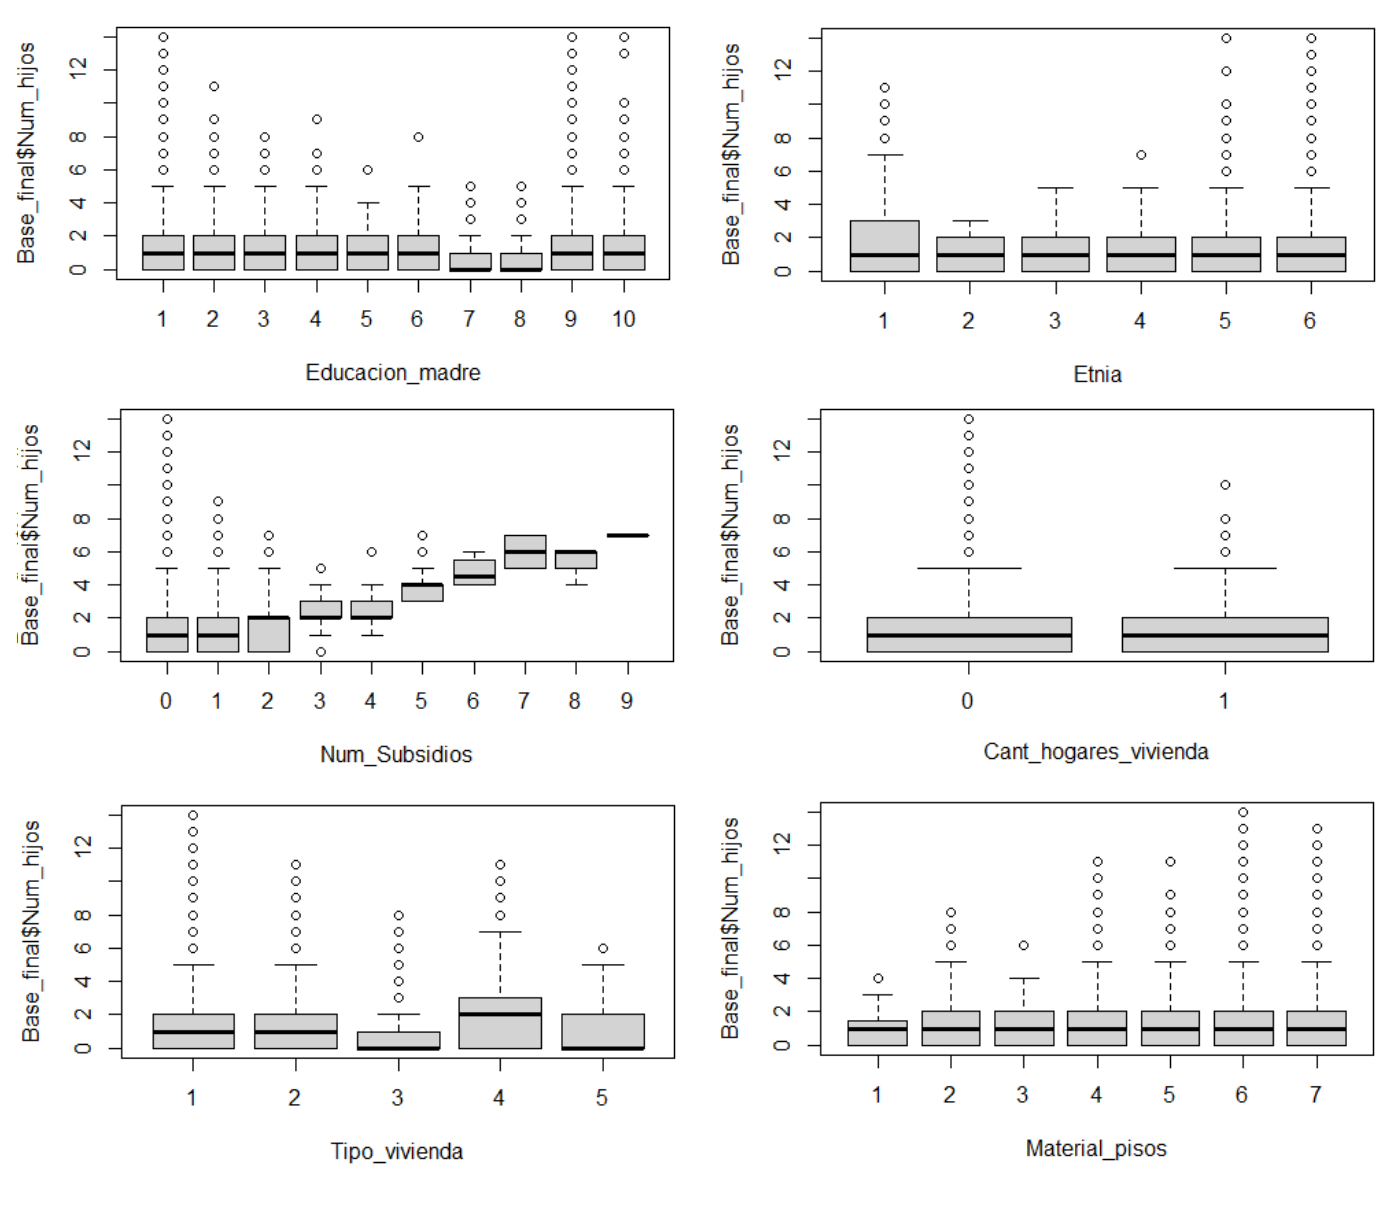 Base_final$Num_hijos
0 2 4 6 8 12
1 2 3 4 5 6 7 8 9 10
Educacion_madre
Base_final$Num_hijos
0 2 4 6 8 12
1 2 3 4 5 6
Etnia
Base_final$Num_hijos
0 2 4 6 8 12
0 1 2 3 4 5 6 7 8 9
Num_Subsidios
Base_final$Num_hijos
0 2 4 6 8 12
0 1
Cant_hogares_vivienda
Base_final$Num_hijos
0 2 4 6 8 12
1 2 3 4 5
Tipo_vivienda
Base_final$Num_hijos
0 2 4 6 8 12
1 2 3 4 5 6 7
Material_pisos